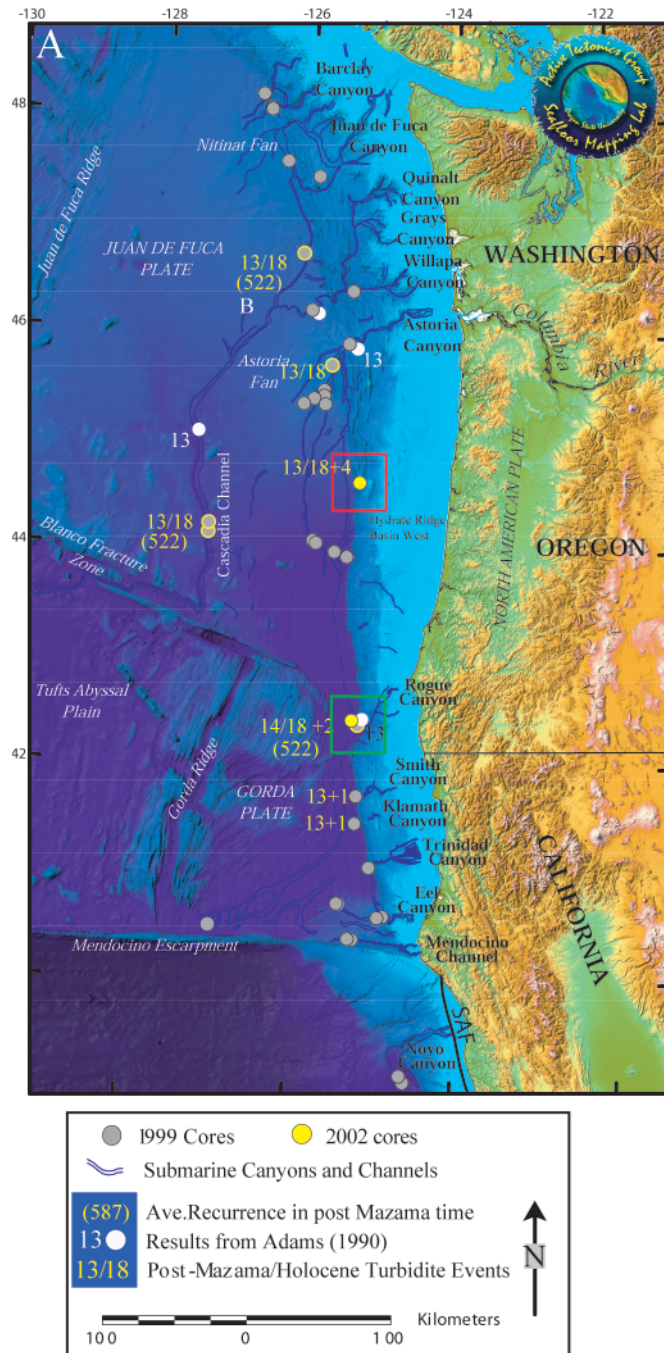 A
-130
-128
-126
-124
-122
48
46
44
42
Active Tectonics Group
Seafloor Mapping Lab
Barclay
Canyon
Juan de Fuca
Canyon
Nitinat Fan
Juan de Fuca Ridge
Quinalt
Canyon
Grays
Canyon
Willapa
Canyon
WASHINGTON
JUAN DE FUCA
PLATE
13/18
(522)
B
Astoria
Canyon
Columbia
River
13
Astoria
Fan
13/18
13
13/18+4
Hydrate Ridge
Basin West
Cascadia Channel
13/18
(522)
Blanco Fracture
Zone
NORTH AMERICAN PLATE
OREGON
Tufts Abyssal
Plain
Rogue
Canyon
14/18 +2
(522)
13
Smith
Canyon
Gorda Ridge
GORDA
PLATE
13+1
Klamath
Canyon
13+1
Trinidad
Canyon
Eel
Canyon
CALIFORNIA
Mendocino Escarpment
Mendocino
Channel
SAF
Noyo
Canyon
-130
-128
-126
-124
-122
1999 Cores
2002 cores
Submarine Canyons and Channels
(587) Ave.Recurrence in post Mazama time
13 Results from Adams (1990)
13/18 Post-Mazama/Holocene Turbidite Events
N
Kilometers
100 0 100